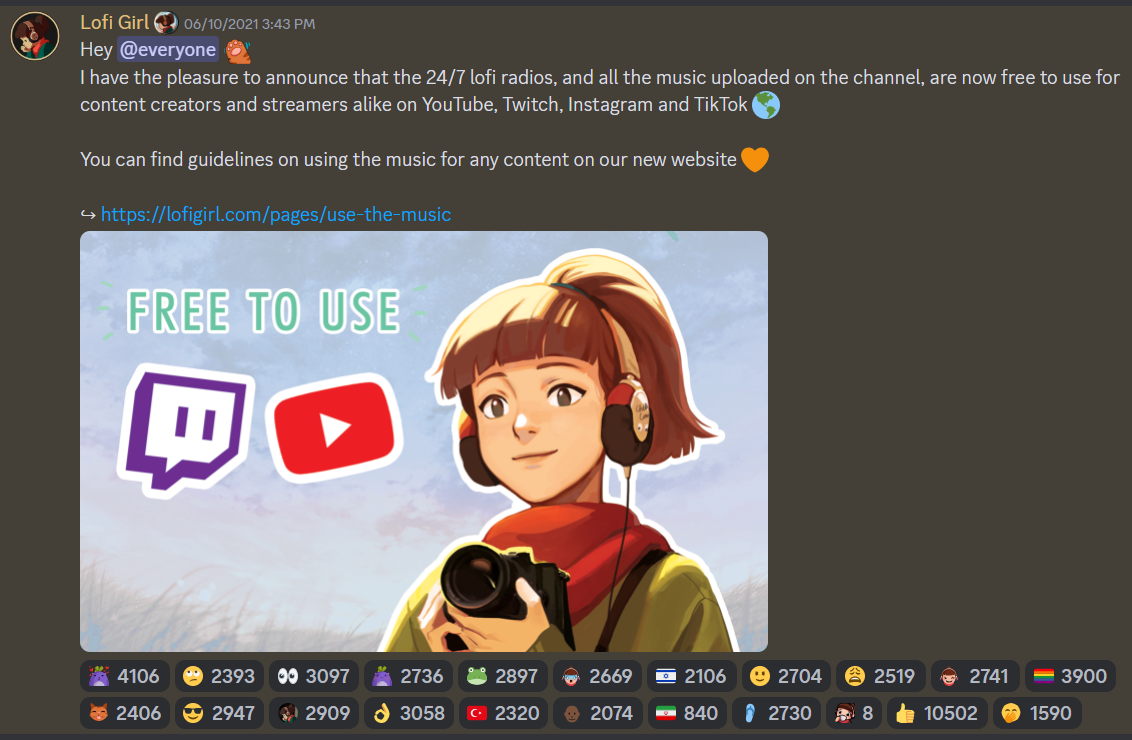 Lofi Girl 06/10/2021 3:43 PM
Hey @everyone
I have the pleasure to announce that the 24/7 lofi radios, and all the music uploaded on the channel, are now free to use for
content creators and streamers alike on YouTube, Twitch, Instagram and TikTok
You can find guidelines on using the music for any content on our new website
↪ https://lofigirl.com/pages/use-the-music
FREE TO USE
4106 2393 3097 2736 2897 2669 2106 2704 2519 2741 3900
2406 2947 2909 3058 2320 2074 840 2730 8 10502 1590